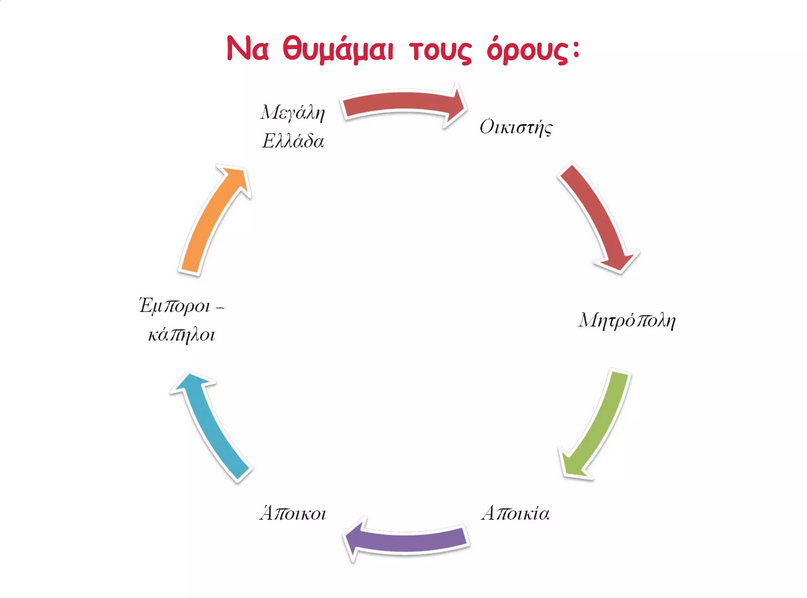 Να θυμάμαι τους όρους:
Μεγάλη
Ελλάδα
Οικιστής
Μητρόπολη
Αποικία
Άποικοι
Έμποροι –
κάπηλοι